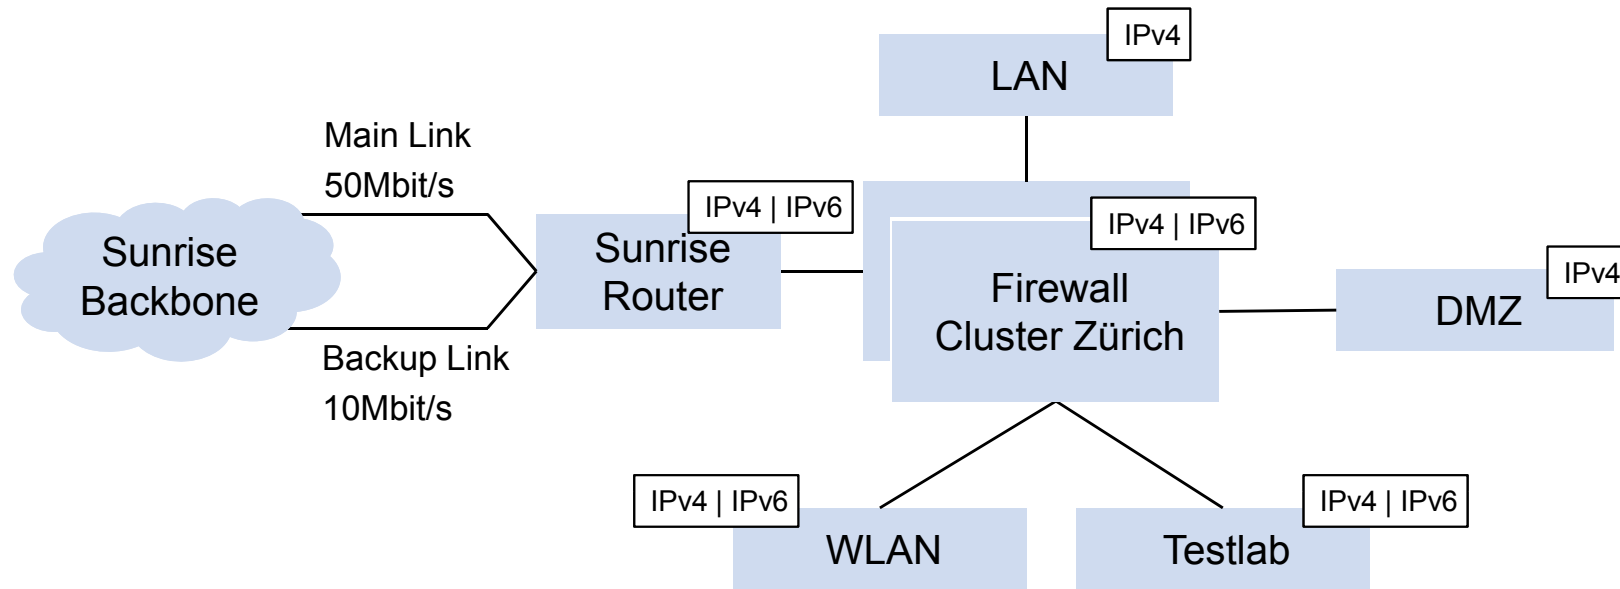 IPv4
LAN
Main Link
50Mbit/s
IPv4 | IPv6
IPv4 | IPv6
Sunrise
Backbone
Sunrise
Router
Firewall
Cluster Zürich
IPv4
DMZ
Backup Link
10Mbit/s
IPv4 | IPv6
WLAN
IPv4 | IPv6
Testlab